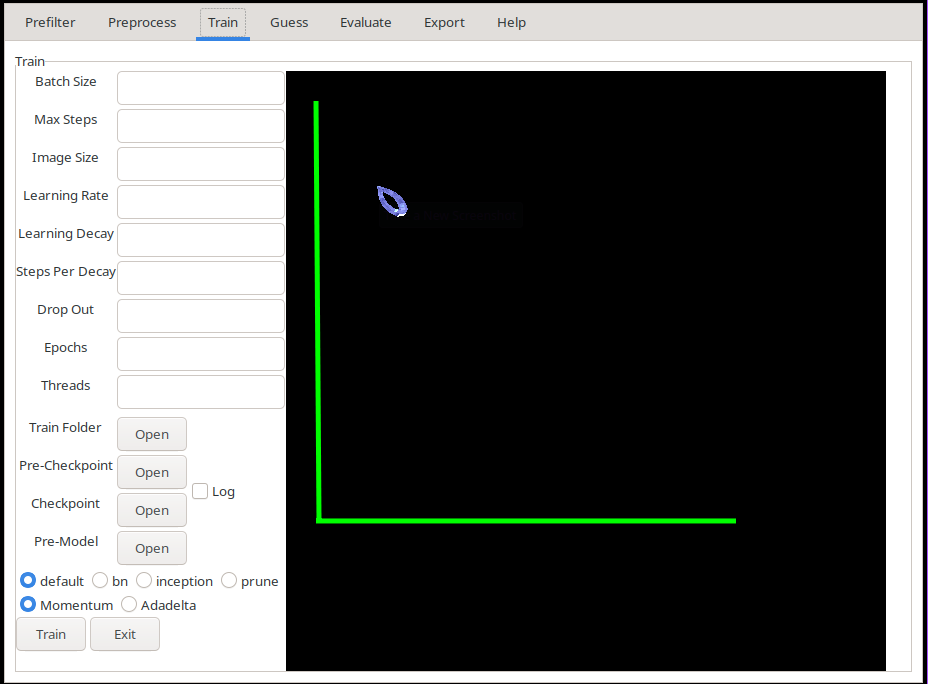 Prefilter Preprocess Train Guess Evaluate Export Help
Train
Batch Size
Max Steps
Image Size
Learning Rate
Learning Decay
Steps Per Decay
Drop Out
Epochs
Threads
Train Folder Open
Pre-Checkpoint Open
Log
Checkpoint Open
Pre-Model Open
default bn inception prune
Momentum Adadelta
Train Exit